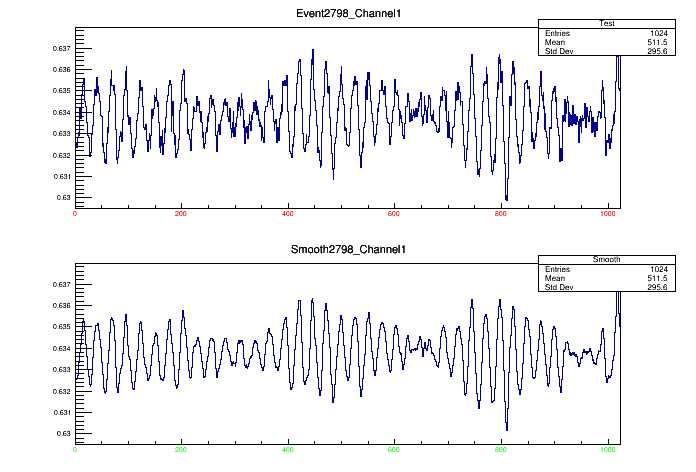 Event2798_Channel1
Test
Entries 1024
Mean 511.5
Std Dev 295.6
0.637
0.636
0.635
0.634
0.633
0.632
0.631
0.63
0 200 400 600 800 1000
Smooth2798_Channel1
Smooth
Entries 1024
Mean 511.5
Std Dev 295.6
0.637
0.636
0.635
0.634
0.633
0.632
0.631
0.63
0 200 400 600 800 1000